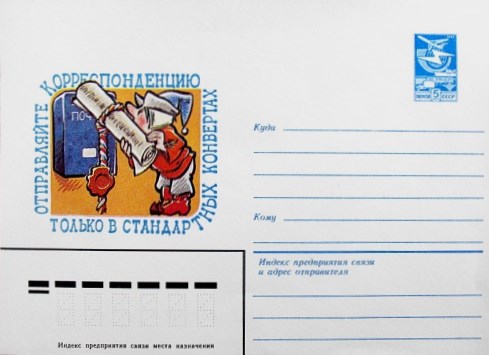 ОТПРАВЛЯЙТЕ КОРРЕСПОНДЕНЦИЮ
ТОЛЬКО В СТАНДАРТНЫХ КОНВЕРТАХ
ПОЧ
ПОЧТА 5 СССР
Куда
Кому
Индекс предприятия связи
и адрес отправителя
Индекс предприятия связи места назначения